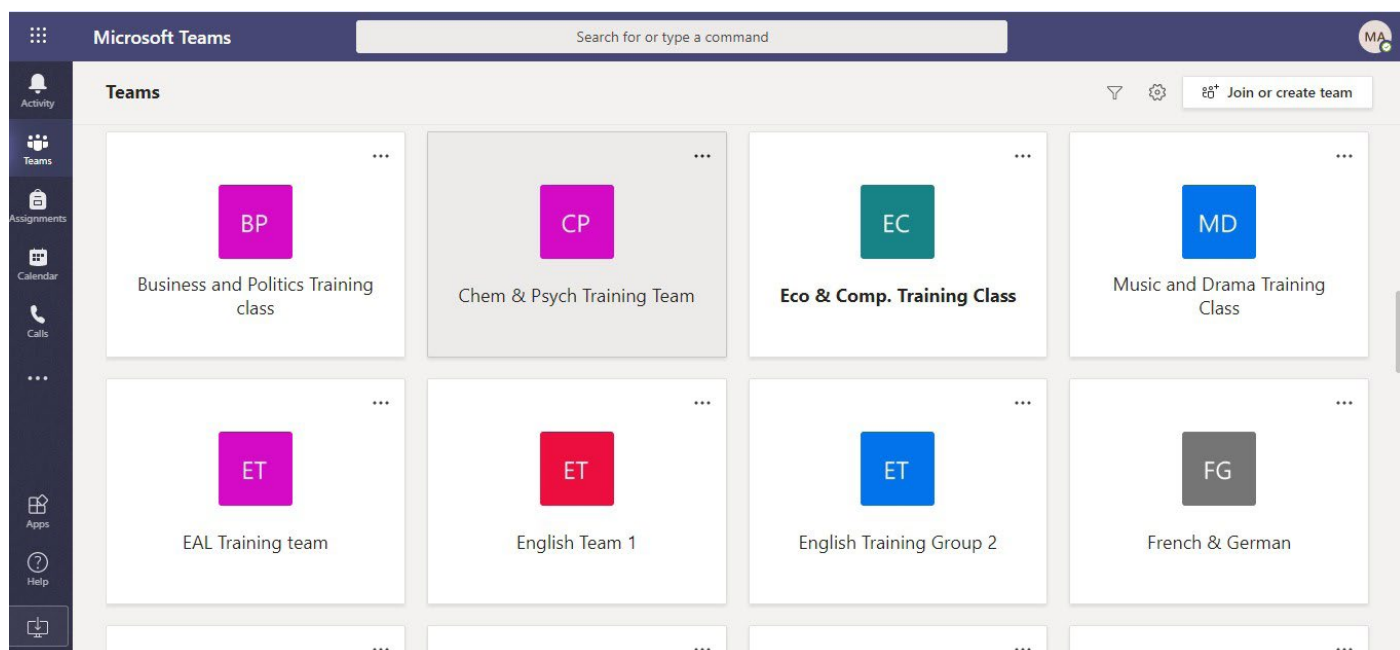 Microsoft Teams
Search for or type a command
MA
Activity
Teams
Assignments
Calendar
Calls
Apps
Help
Teams
Join or create team
BP
Business and Politics Training
class
CP
Chem & Psych Training Team
EC
Eco & Comp. Training Class
MD
Music and Drama Training
Class
ET
EAL Training team
ET
English Team 1
ET
English Training Group 2
FG
French & German